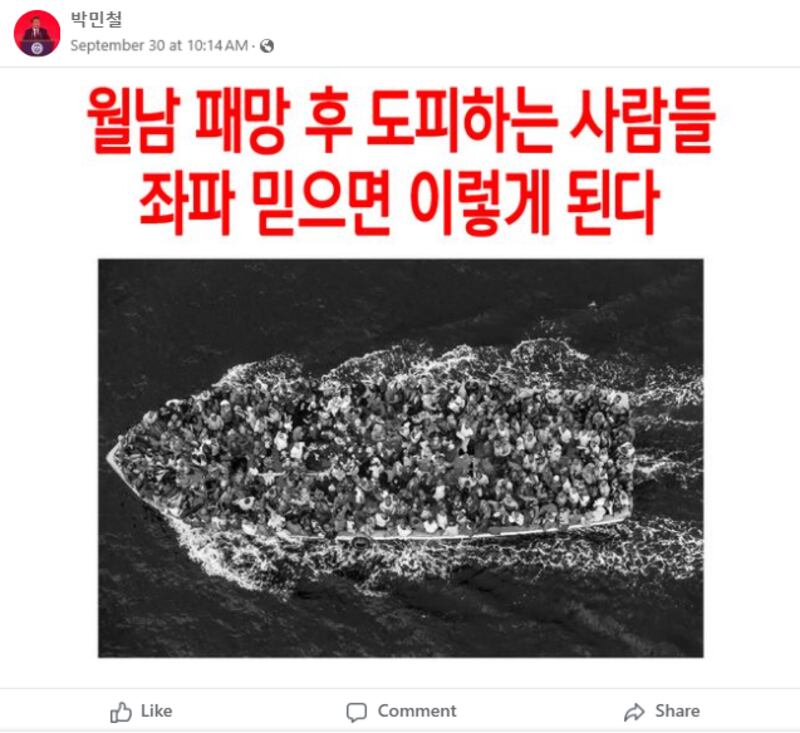 박민철
September 30 at 10:14 AM ·
월남 패망 후 도피하는 사람들
좌파 믿으면 이렇게 된다
Like
Comment
Share